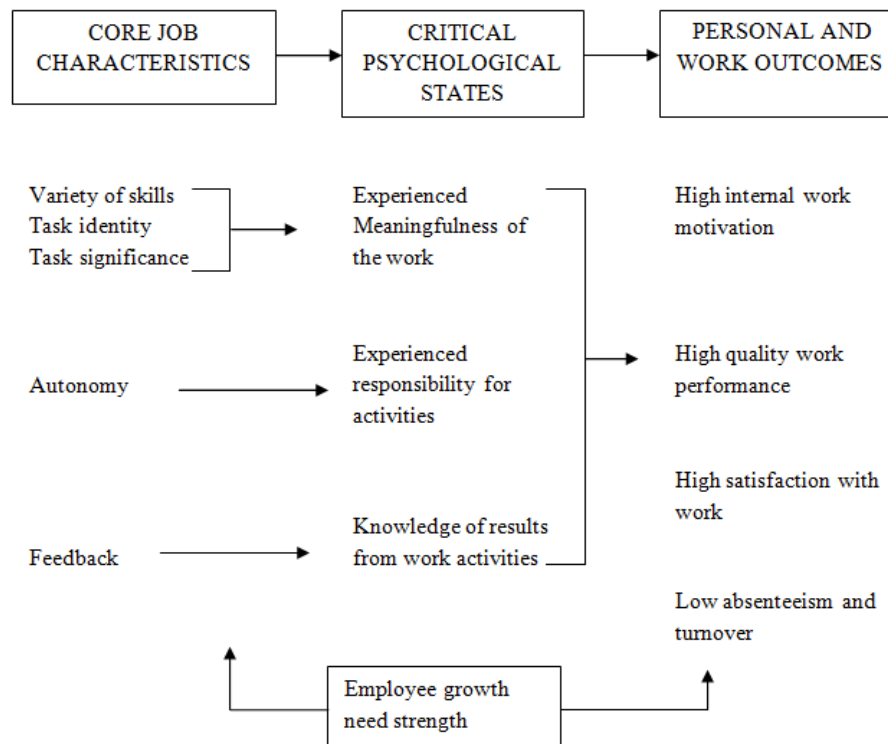 CORE JOB
CHARACTERISTICS
CRITICAL
PSYCHOLOGICAL
STATES
PERSONAL AND
WORK OUTCOMES
Variety of skills
Task identity
Task significance
Experienced
Meaningfulness of
the work
High internal work
motivation
Autonomy
Experienced
responsibility for
activities
High quality work
performance
High satisfaction with
work
Feedback
Knowledge of results
from work activities
Low absenteeism and
turnover
Employee growth
need strength